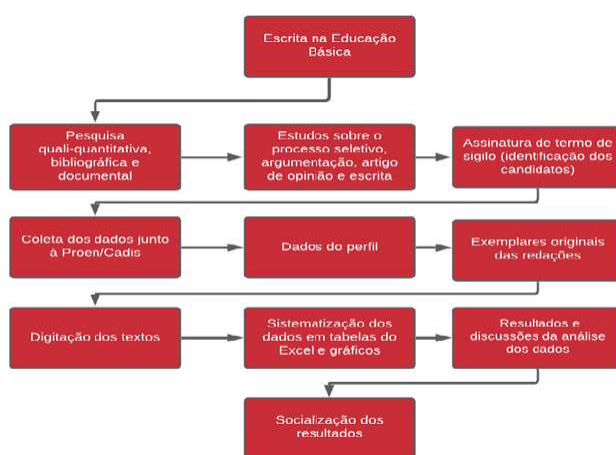 Escrita na Educação
Básica
Pesquisa
quali-quantitativa,
bibliográfica e
documental
Estudos sobre o
processo seletivo,
argumentação, artigo
de opinião e escrita
Assinatura de termo de
sigilo (identificação dos
candidatos)
Coleta dos dados junto
à Proen/Cadis
Dados do perfil
Exemplares originais
das redações
Digitação dos textos
Sistematização dos
dados em tabelas do
Excel e gráficos
Resultados e
discussões da análise
dos dados
Socialização dos
resultados